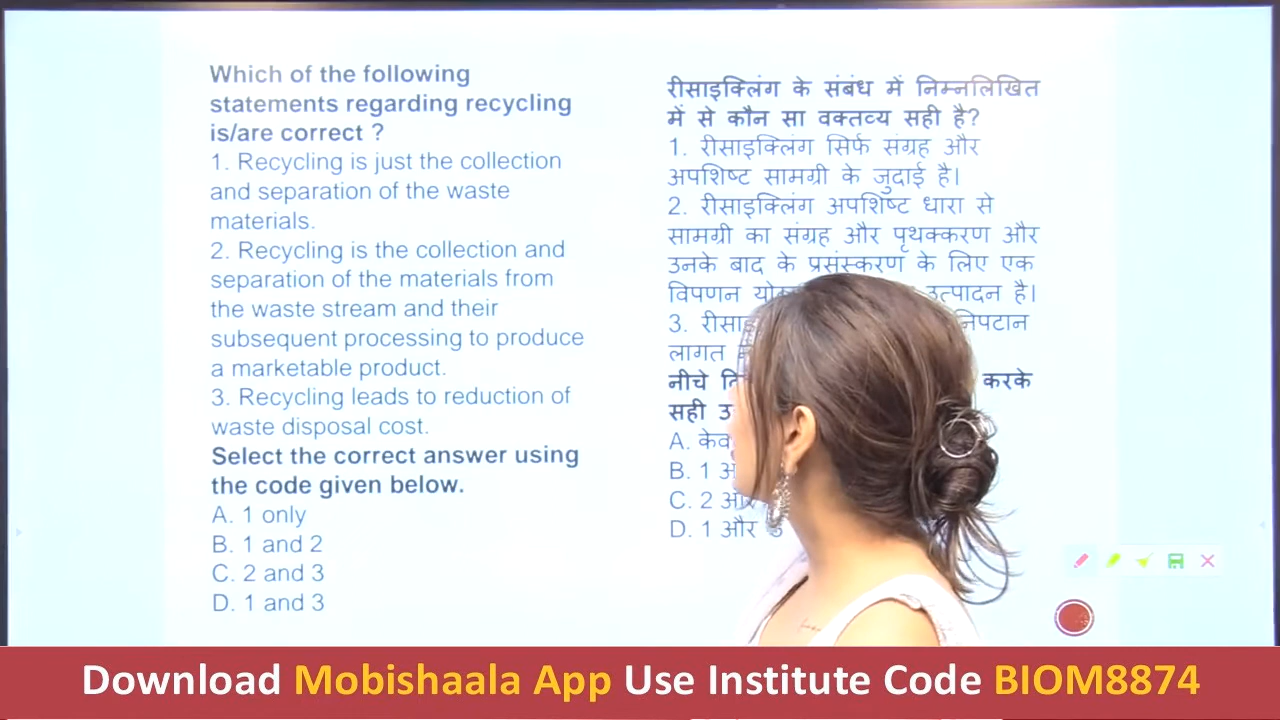 Which of the following
statements regarding recycling
is/are correct ?
1. Recycling is just the collection
and separation of the waste
materials.
2. Recycling is the collection and
separation of the materials from
the waste stream and their
subsequent processing to produce
a marketable product.
3. Recycling leads to reduction of
waste disposal cost.
Select the correct answer using
the code given below.
A. 1 only
B. 1 and 2
C. 2 and 3
D. 1 and 3
रीसाइक्लिंग के संबंध में निम्नलिखित
में से कौन सा वक्तव्य सही है?
1. रीसाइक्लिंग सिर्फ संग्रह और
अपशिष्ट सामग्री के जुदाई है।
2. रीसाइक्लिंग अपशिष्ट धारा से
सामग्री का संग्रह और पृथक्करण और
उनके बाद के प्रसंस्करण के लिए एक
विपणन उत्पादन है।
3.
लागत
नीचे करके
सही
A.
B. 1
C. 2 और
D. 1 और
Download Mobishaala App Use Institute Code BIOM8874